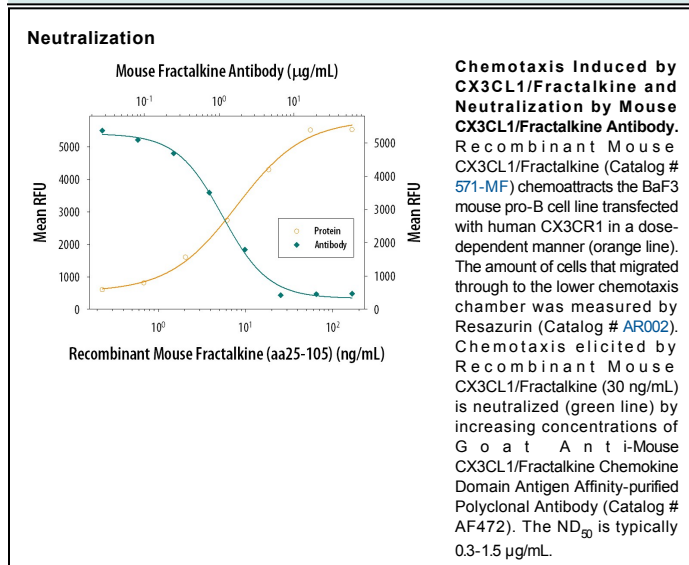 Neutralization
Mouse Fractalkine Antibody (μg/mL)
10⁻¹ 10⁰ 10¹
Mean RFU
5000
4000
3000
2000
1000
0
Protein
Antibody
5000
4000
3000
2000
1000
0
Mean RFU
10⁰ 10¹ 10²
Recombinant Mouse Fractalkine (aa25-105) (ng/mL)
Chemotaxis Induced by
CX3CL1/Fractalkine and
Neutralization by Mouse
CX3CL1/Fractalkine Antibody.
Recombinant Mouse
CX3CL1/Fractalkine (Catalog #
571-MF) chemoattracts the BaF3
mouse pro-B cell line transfected
with human CX3CR1 in a dose-
dependent manner (orange line).
The amount of cells that migrated
through to the lower chemotaxis
chamber was measured by
Resazurin (Catalog # AR002).
Chemotaxis elicited by
Recombinant Mouse
CX3CL1/Fractalkine (30 ng/mL)
is neutralized (green line) by
increasing concentrations of
Goat Anti-Mouse
CX3CL1/Fractalkine Chemokine
Domain Antigen Affinity-purified
Polyclonal Antibody (Catalog #
AF472). The ND₅₀ is typically
0.3-1.5 μg/mL.